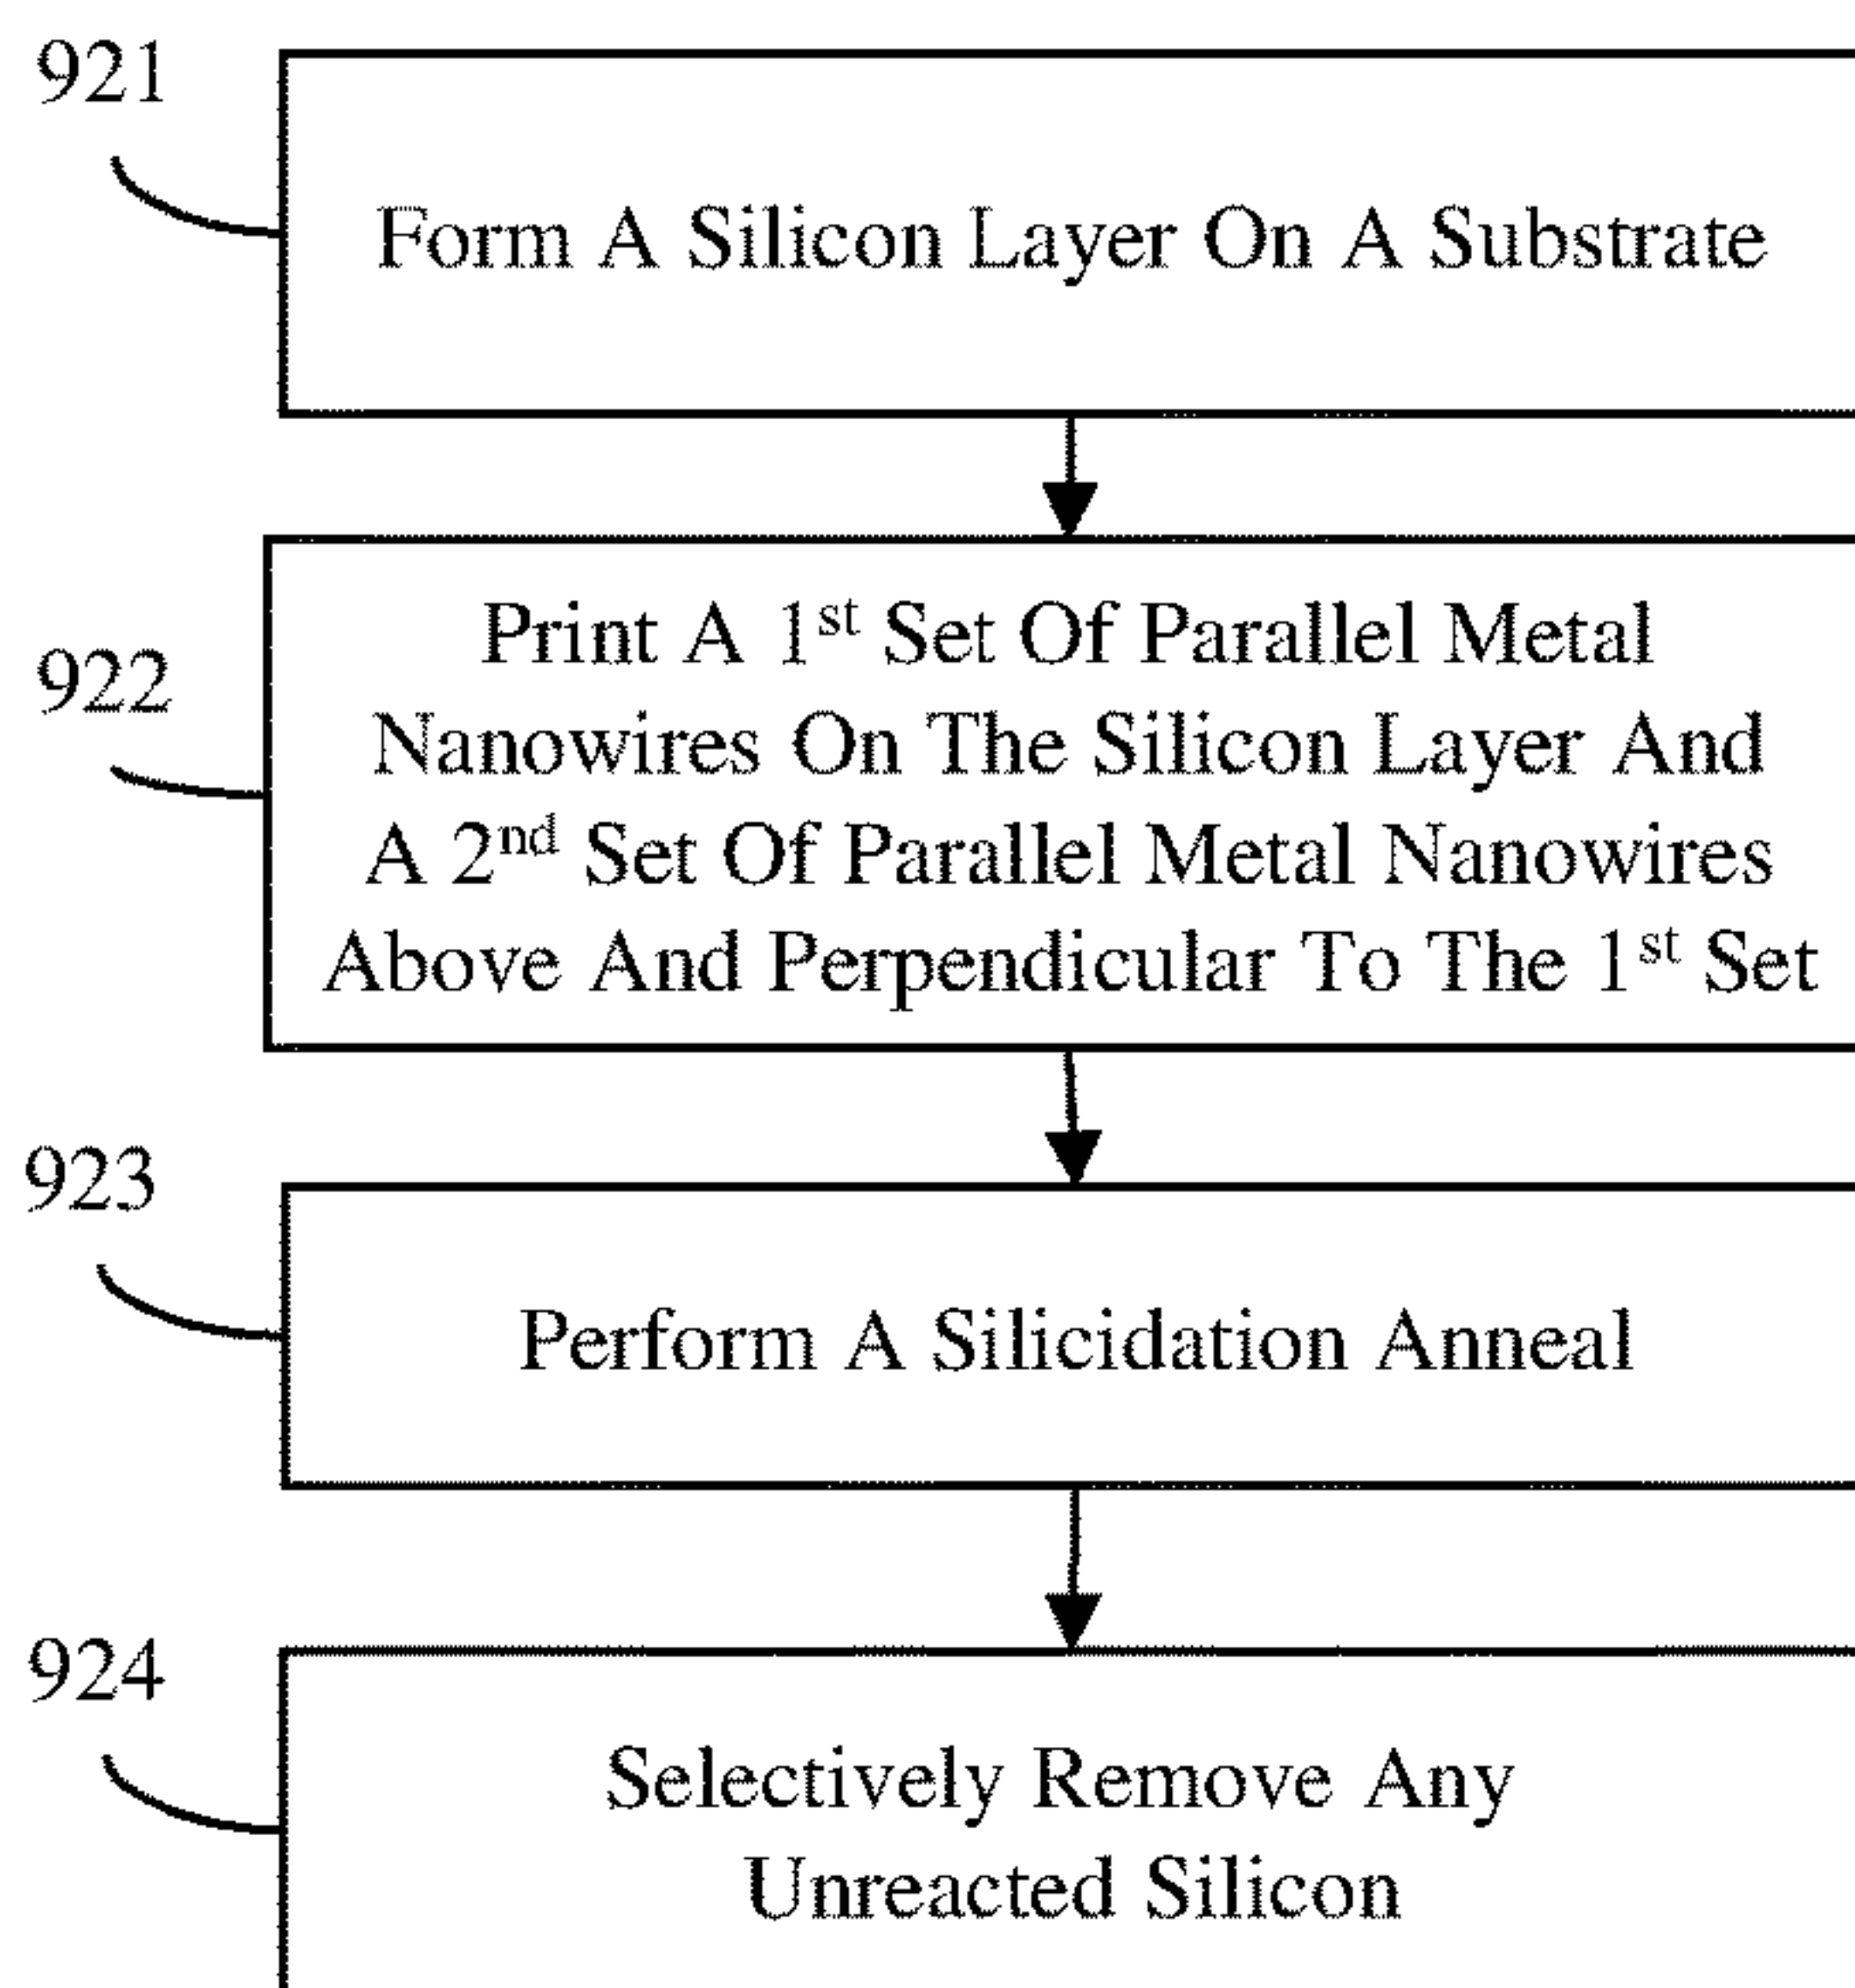 921
Form A Silicon Layer On A Substrate
922
Print A 1st Set Of Parallel Metal
Nanowires On The Silicon Layer And
A 2nd Set Of Parallel Metal Nanowires
Above And Perpendicular To The 1st Set
923
Perform A Silicidation Anneal
924
Selectively Remove Any
Unreacted Silicon